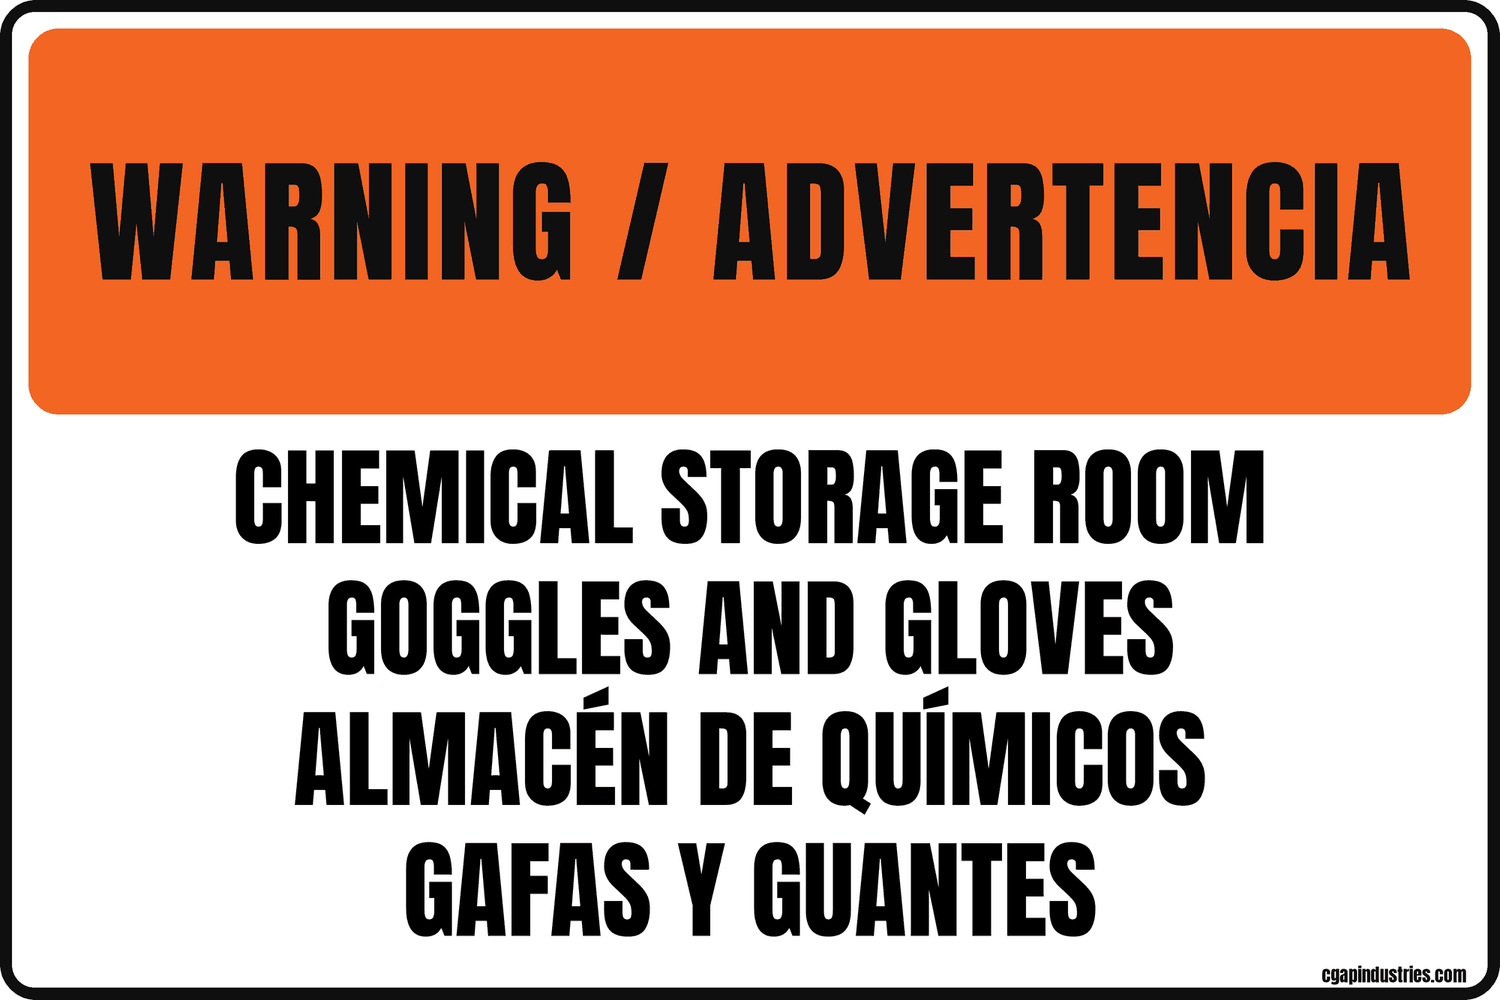 WARNING / ADVERTENCIA
CHEMICAL STORAGE ROOM
GOGGLES AND GLOVES
ALMACÉN DE QUÍMICOS
GAFAS Y GUANTES
cgapindustries.com